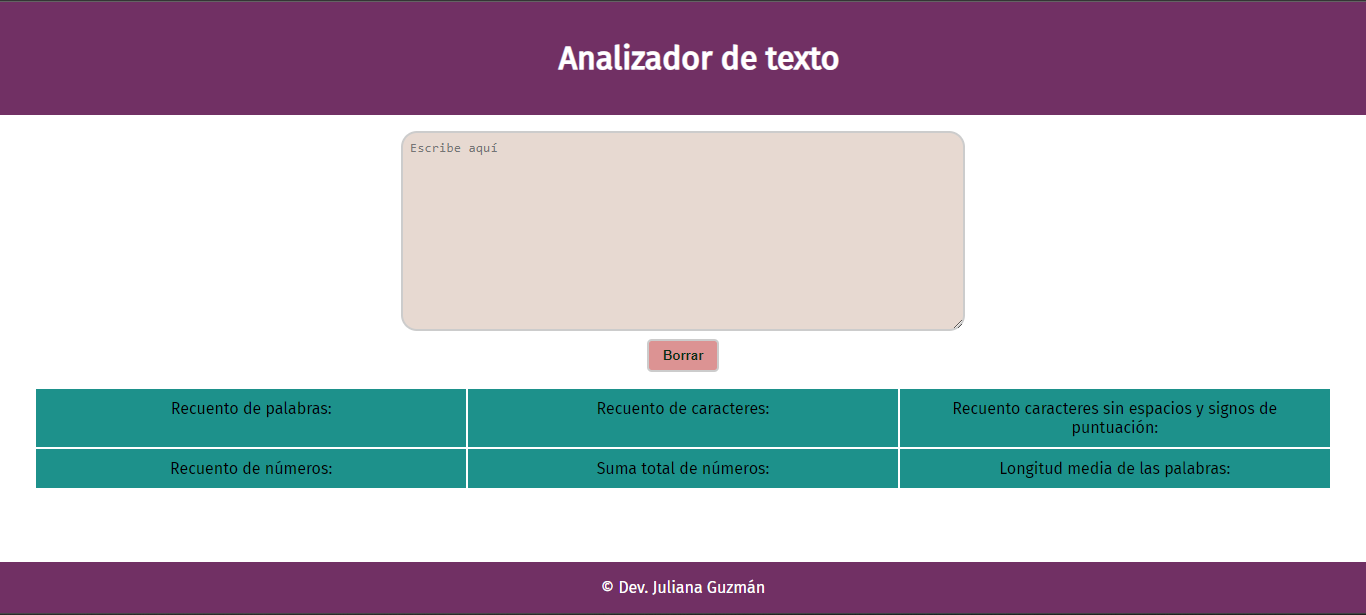 Analizador de texto
Escribe aquí
Borrar
Recuento de palabras:
Recuento de caracteres:
Recuento caracteres sin espacios y signos de
puntuación:
Recuento de números:
Suma total de números:
Longitud media de las palabras:
© Dev. Juliana Guzmán